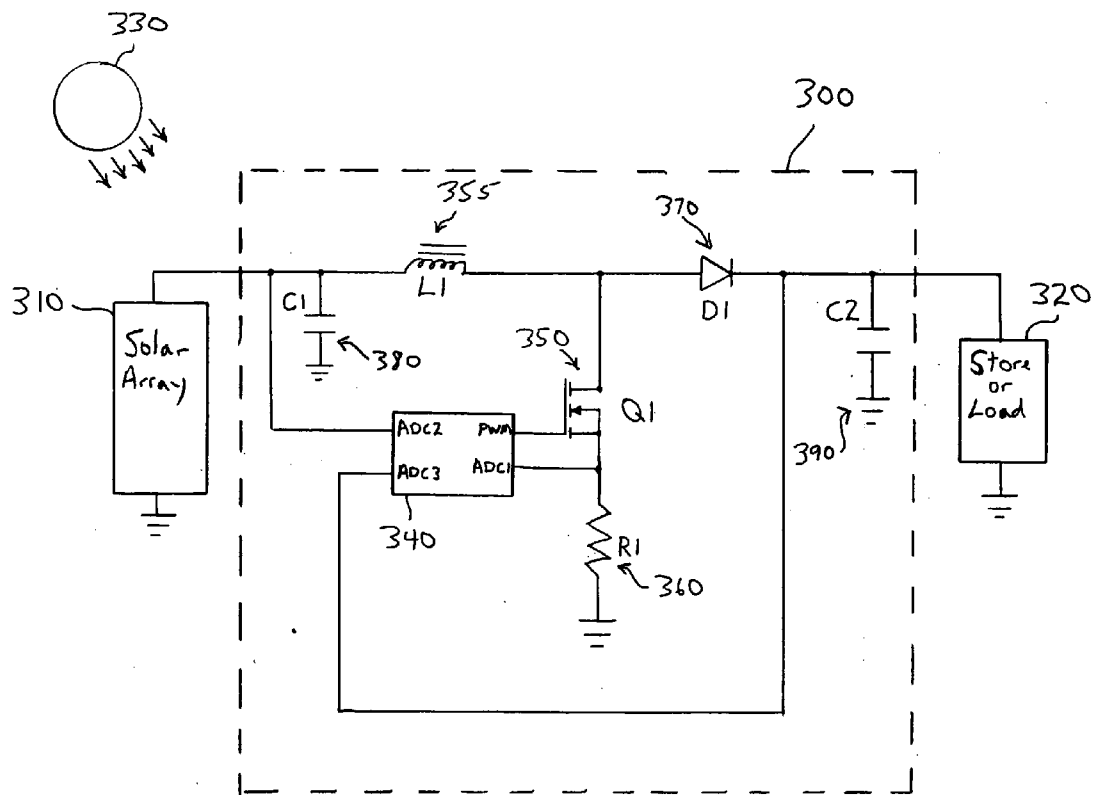 330
300
355
370
310
L1
D1
320
C1
C2
Solar
Array
380
350
Store
or
Load
Q1
ADC2
PWM
ADC3
ADC1
390
340
R1
360